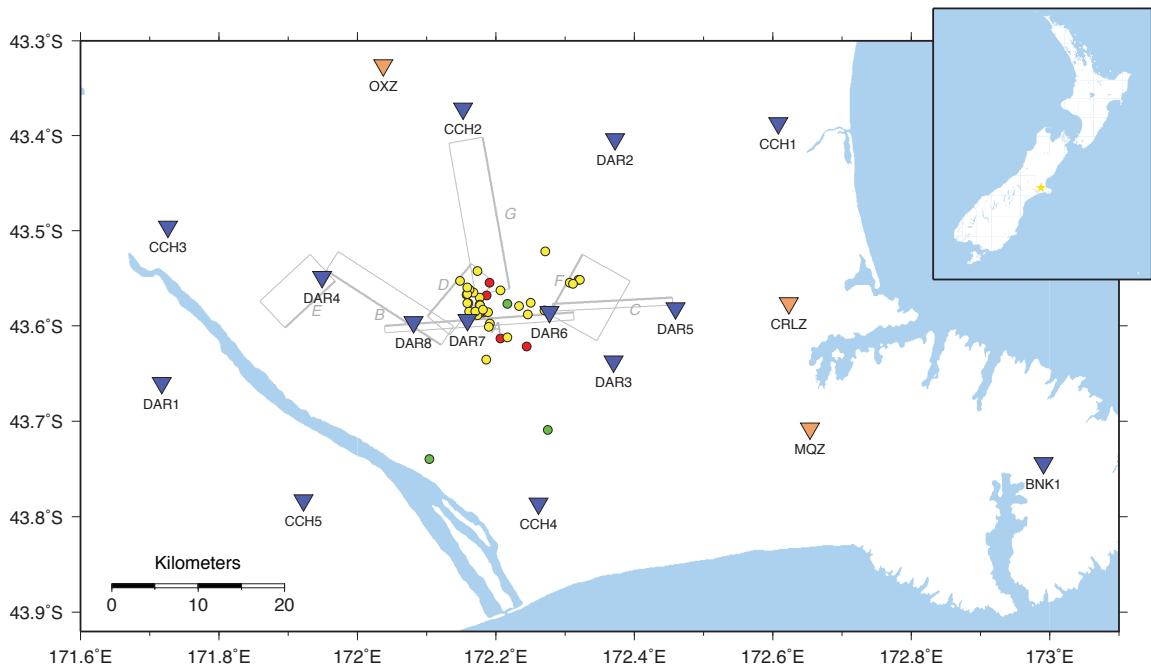 43.3°S
OXZ
CCH2
43.4°S
DAR2
CCH1
G
43.5°S
CCH3
D
F
DAR4
E
B
C
43.6°S
DAR8
DAR7
DAR6
DAR5
CRLZ
DAR3
DAR1
43.7°S
MQZ
BNK1
43.8°S
CCH5
CCH4
Kilometers
0 10 20
43.9°S
171.6°E 171.8°E 172°E 172.2°E 172.4°E 172.6°E 172.8°E 173°E